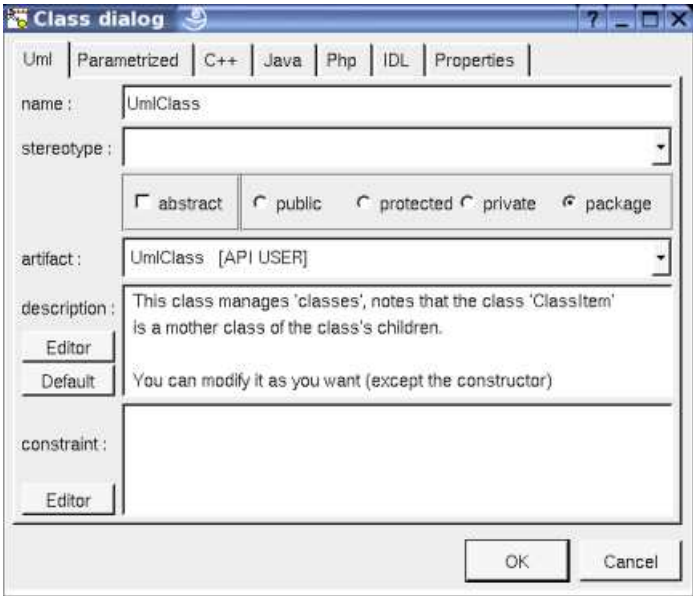 Class dialog ?
Uml Parametrized C++ Java Php IDL Properties
name : UmlClass
stereotype :
abstract public protected private package
artifact : UmlClass [API USER]
description : This class manages 'classes', notes that the class 'ClassItem'
is a mother class of the class's children.
Editor
Default You can modify it as you want (except the constructor)
constraint :
Editor
OK Cancel